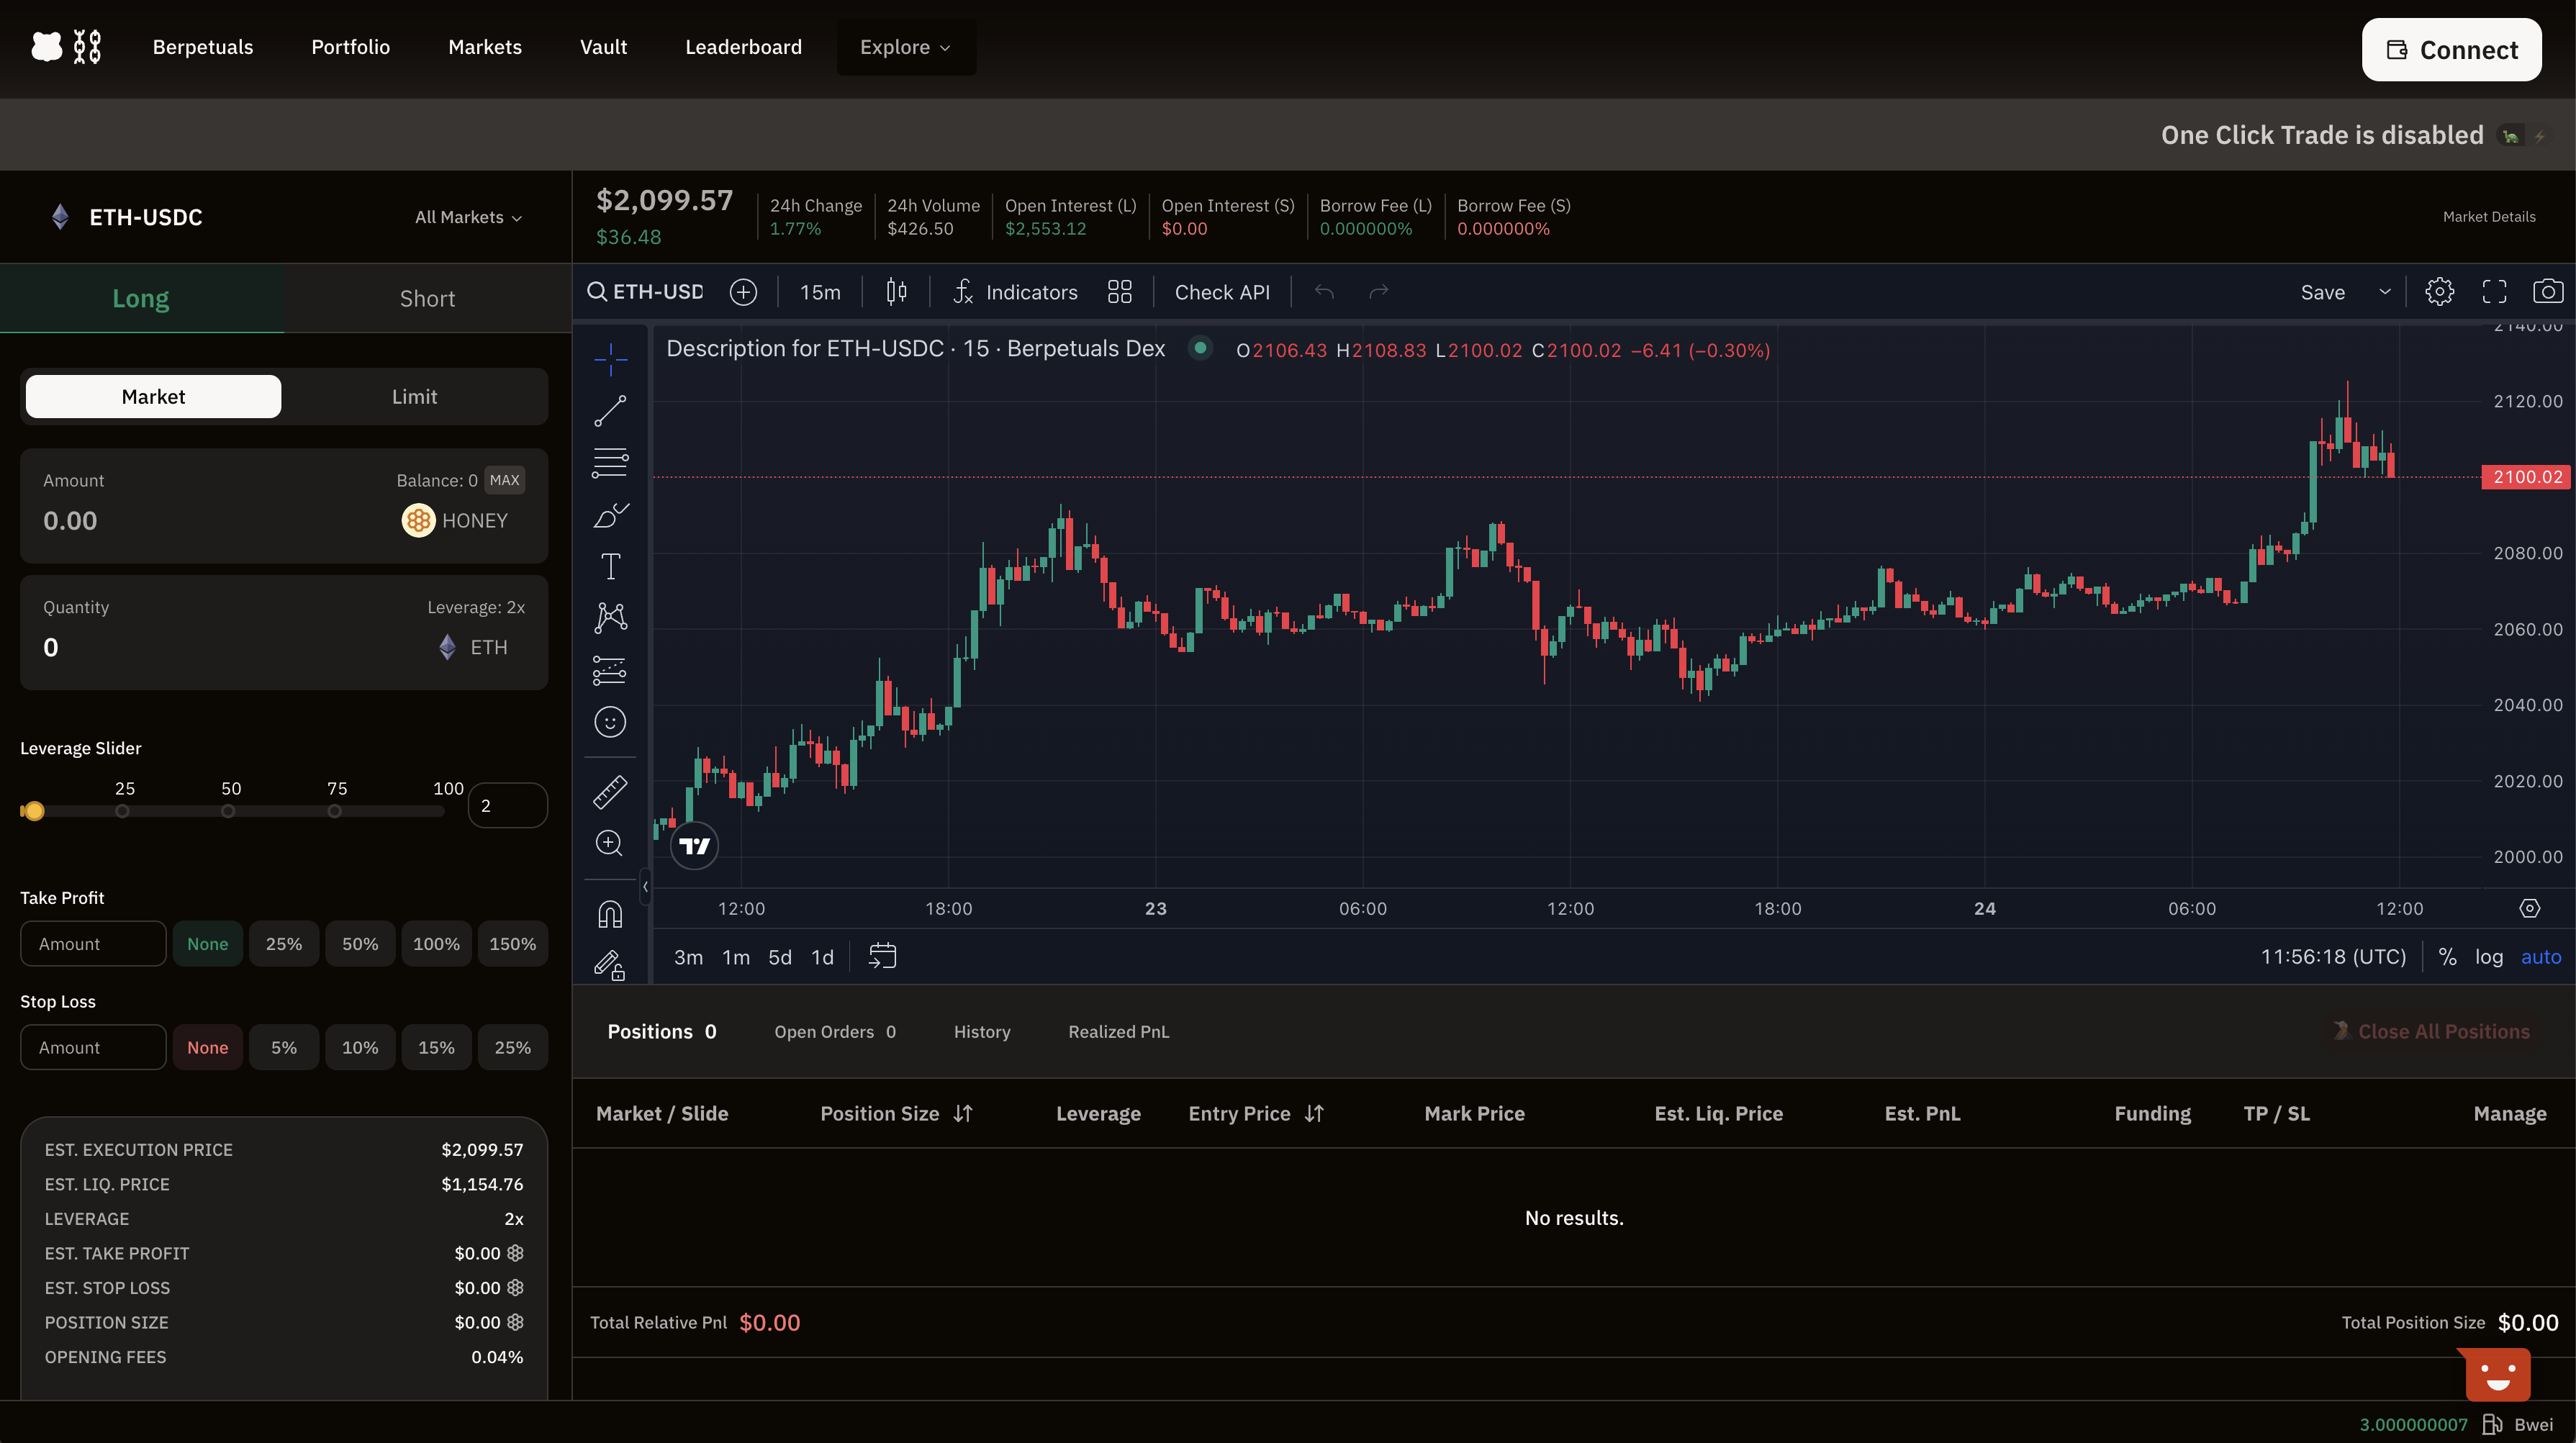 Berpetuals Portfolio Markets Vault Leaderboard Explore Connect
One Click Trade is disabled
ETH-USDC All Markets
$2,099.57
$36.48
24h Change
1.77%
24h Volume
$426.50
Open Interest (L)
$2,553.12
Open Interest (S)
$0.00
Borrow Fee (L)
0.000000%
Borrow Fee (S)
0.000000%
Market Details
Long Short
Market Limit
Amount Balance: 0 MAX
0.00 HONEY
Quantity Leverage: 2x
0 ETH
Leverage Slider
25 50 75 100
2
Take Profit
Amount None 25% 50% 100% 150%
Stop Loss
Amount None 5% 10% 15% 25%
EST. EXECUTION PRICE $2,099.57
EST. LIQ. PRICE $1,154.76
LEVERAGE 2x
EST. TAKE PROFIT $0.00
EST. STOP LOSS $0.00
POSITION SIZE $0.00
OPENING FEES 0.04%
ETH-USD 15m Indicators Check API Save
Description for ETH-USDC · 15 · Berpetuals Dex O2106.43 H2108.83 L2100.02 C2100.02 −6.41 (−0.30%)
2140.00
2120.00
2100.02
2080.00
2060.00
2040.00
2020.00
2000.00
12:00 18:00 23 06:00 12:00 18:00 24 06:00 12:00
3m 1m 5d 1d 11:56:18 (UTC) % log auto
Positions 0 Open Orders 0 History Realized PnL Close All Positions
Market / Slide Position Size Leverage Entry Price Mark Price Est. Liq. Price Est. PnL Funding TP / SL Manage
No results.
Total Relative Pnl $0.00 Total Position Size $0.00
3.000000007 Bwei